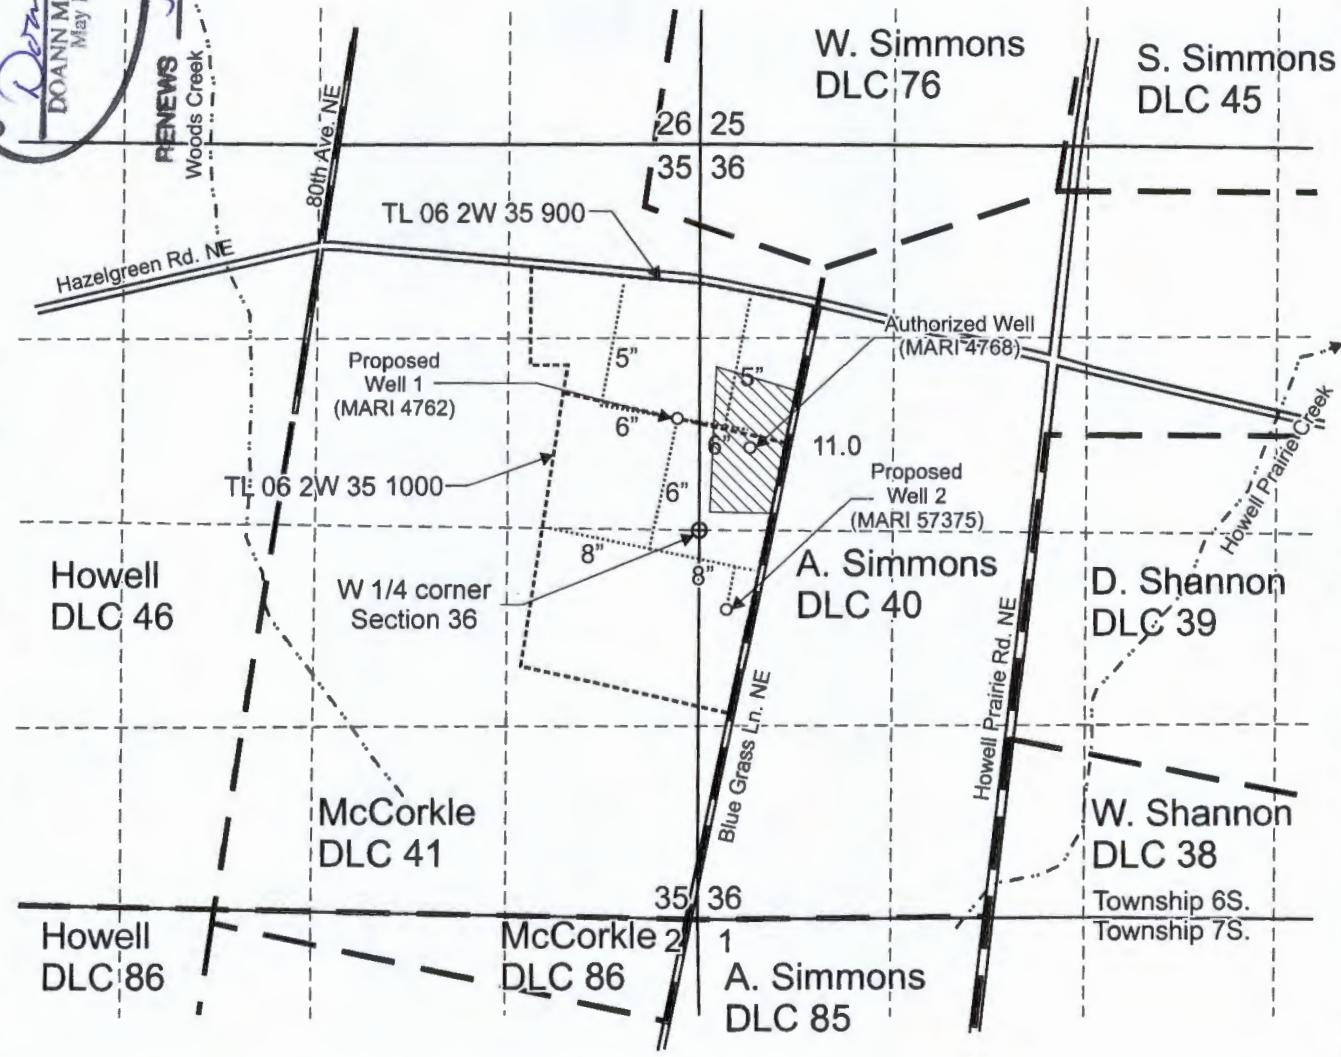 DOANN M
May
RENEWS
Woods Creek
80th Ave. NE
W. Simmons
DLC 76
S. Simmons
DLC 45
26 25
35 36
TL 06 2W 35 900
Hazelgreen Rd. NE
Authorized Well
(MARI 4768)
Proposed
Well 1
(MARI 4762)
5"
5"
6"
6"
11.0
TL 06 2W 35 1000
6"
Proposed
Well 2
(MARI 57375)
Howell Prairie Creek
8"
8"
Howell
DLC 46
W 1/4 corner
Section 36
A. Simmons
DLC 40
D. Shannon
DLC 39
Howell Prairie Rd. NE
Blue Grass Ln. NE
McCorkle
DLC 41
W. Shannon
DLC 38
35 36
Township 6S.
Township 7S.
Howell
DLC 86
McCorkle
DLC 86
2 1
A. Simmons
DLC 85